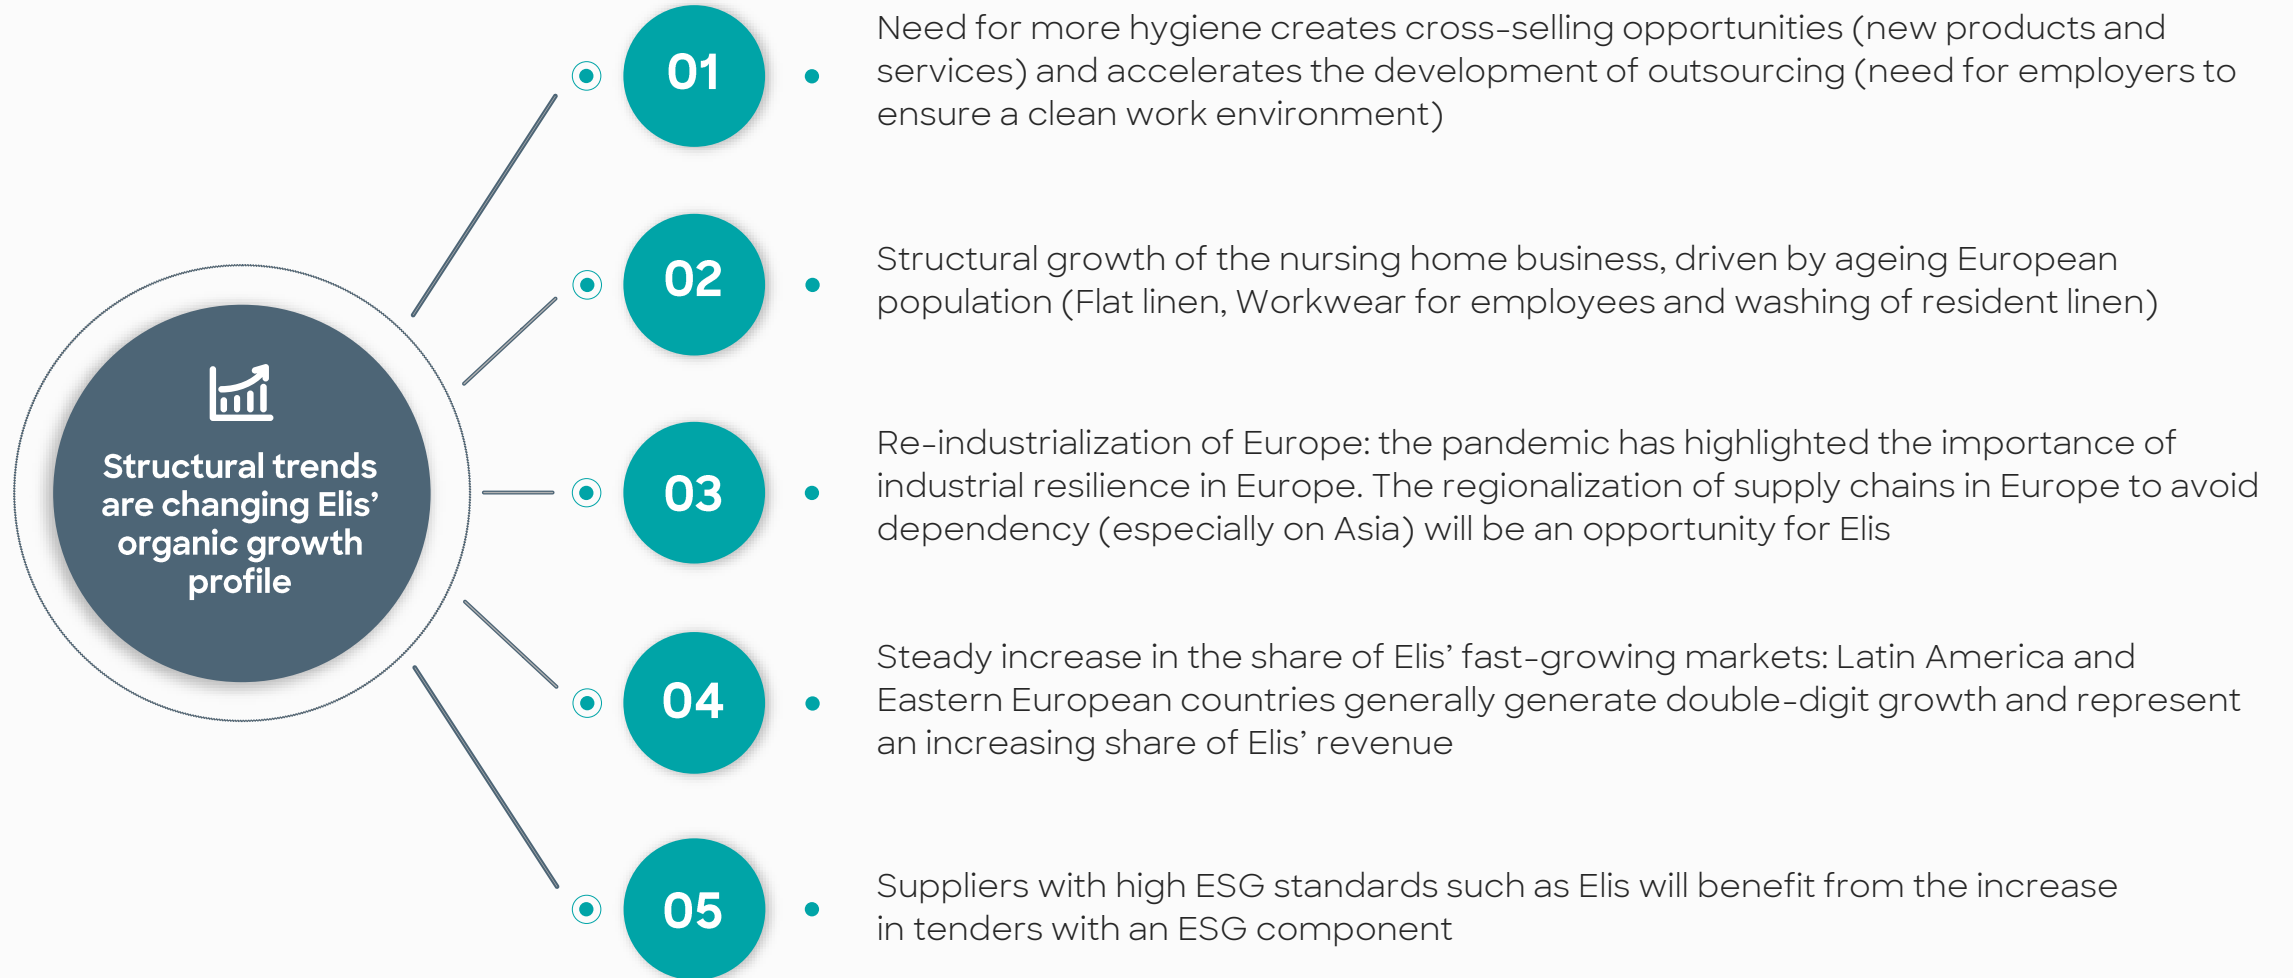 Structural trends
are changing Elis’
organic growth
profile
01
Need for more hygiene creates cross-selling opportunities (new products and
services) and accelerates the development of outsourcing (need for employers to
ensure a clean work environment)
02
Structural growth of the nursing home business, driven by ageing European
population (Flat linen, Workwear for employees and washing of resident linen)
03
Re-industrialization of Europe: the pandemic has highlighted the importance of
industrial resilience in Europe. The regionalization of supply chains in Europe to avoid
dependency (especially on Asia) will be an opportunity for Elis
04
Steady increase in the share of Elis’ fast-growing markets: Latin America and
Eastern European countries generally generate double-digit growth and represent
an increasing share of Elis’ revenue
05
Suppliers with high ESG standards such as Elis will benefit from the increase
in tenders with an ESG component